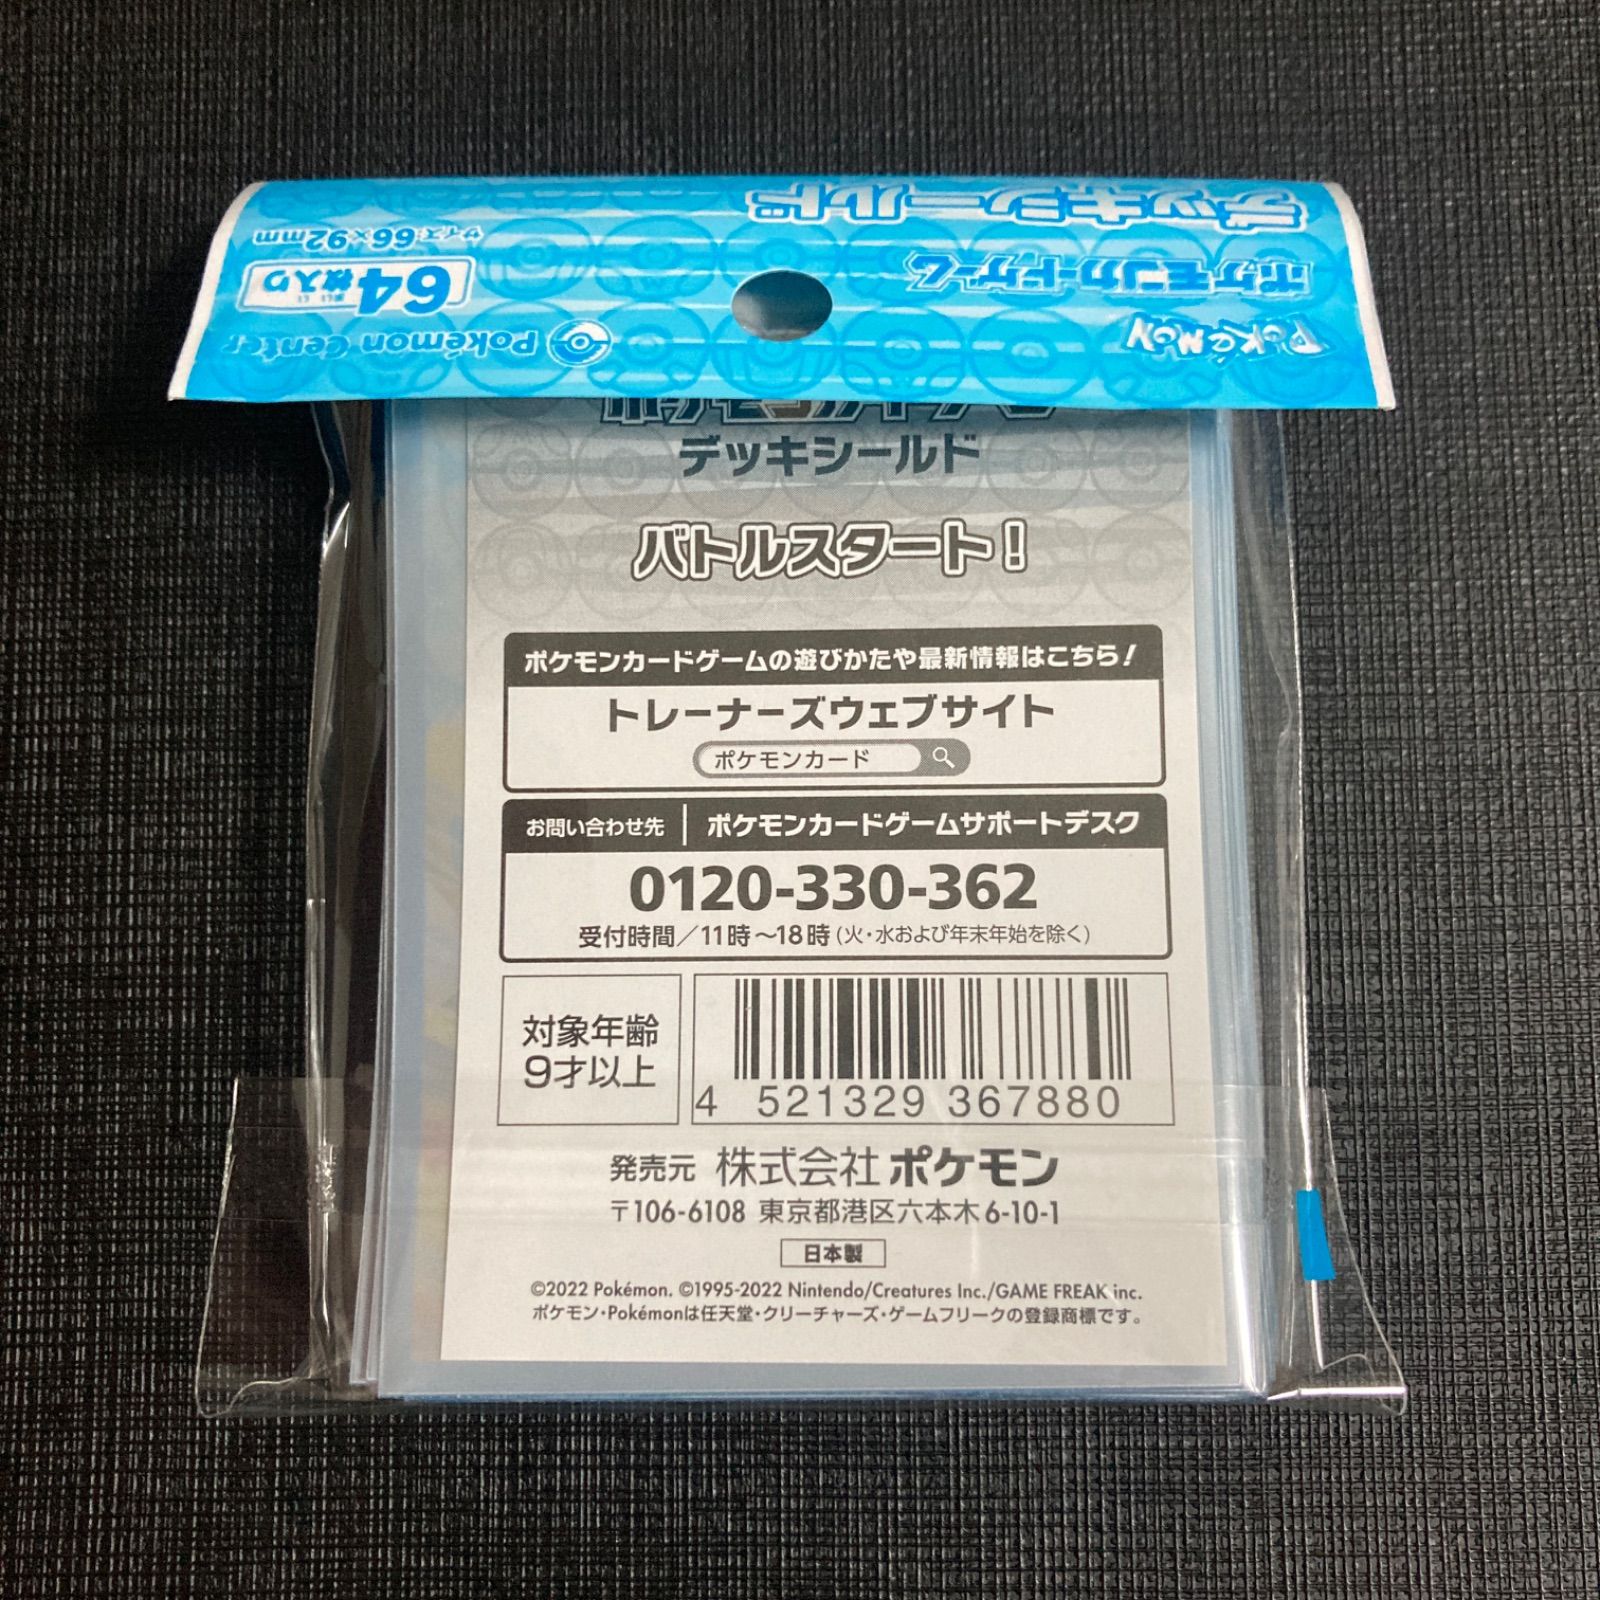 デッキシールド
サイズ:66×92mm
ポケモンカードゲーム
64枚入り
POKÉMON
Pokémon Center
ポケモンカードゲーム
デッキシールド
バトルスタート!
ポケモンカードゲームの遊びかたや最新情報はこちら!
トレーナーズウェブサイト
ポケモンカード
お問い合わせ先 ポケモンカードゲームサポートデスク
0120-330-362
受付時間/11時~18時(火・水および年末年始を除く)
対象年齢
9才以上
4 521329 367880
発売元 株式会社ポケモン
〒106-6108 東京都港区六本木6-10-1
日本製
©2022 Pokémon. ©1995-2022 Nintendo/Creatures Inc./GAME FREAK inc.
ポケモン・Pokémonは任天堂・クリーチャーズ・ゲームフリークの登録商標です。